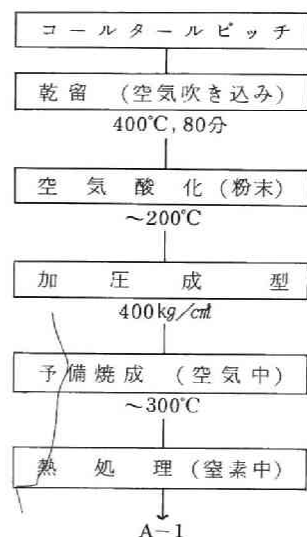 コールタールピッチ
乾留（空気吹き込み）
400℃, 80分
空気酸化（粉末）
～200℃
加圧成型
400kg/c㎡
予備焼成（空気中）
～300℃
熱処理（窒素中）
A-1